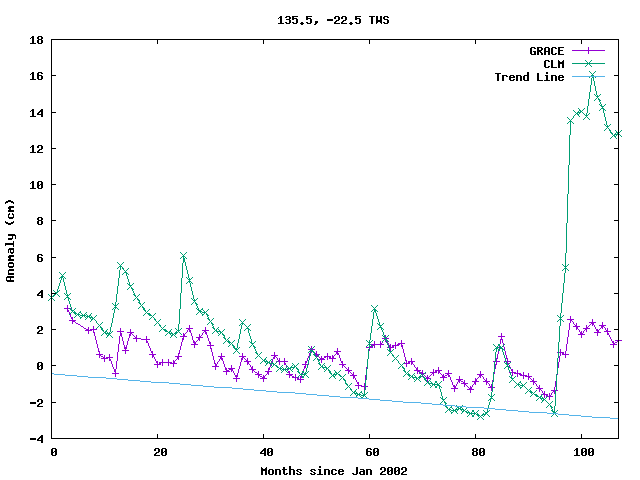 135.5, -22.5 TWS
GRACE
CLM
Trend Line
18
16
14
12
10
8
6
4
2
0
-2
-4
Anomaly (cm)
0 20 40 60 80 100
Months since Jan 2002